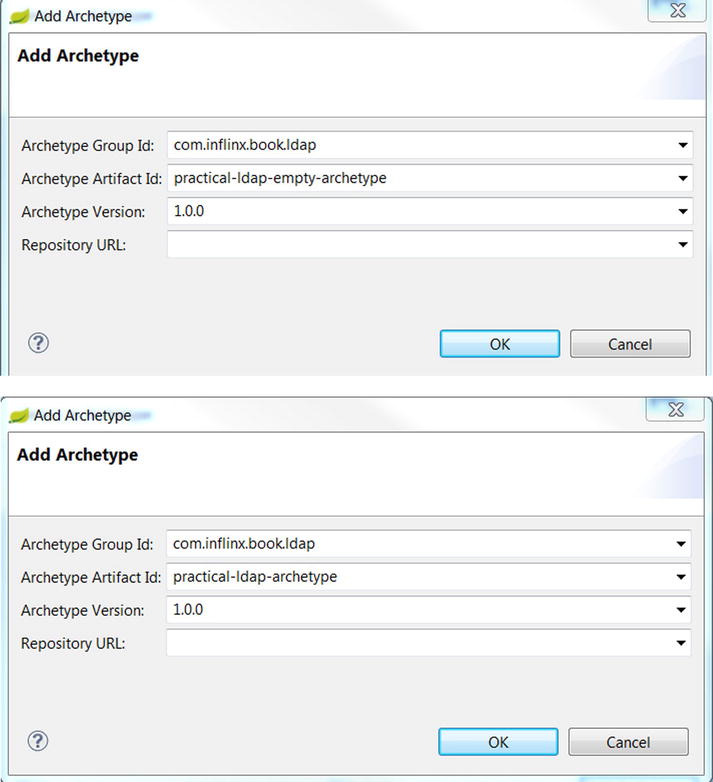 Add Archetype
Add Archetype
Archetype Group Id: com.inflinx.book.ldap
Archetype Artifact Id: practical-ldap-empty-archetype
Archetype Version: 1.0.0
Repository URL:
? OK Cancel
Add Archetype
Add Archetype
Archetype Group Id: com.inflinx.book.ldap
Archetype Artifact Id: practical-ldap-archetype
Archetype Version: 1.0.0
Repository URL:
? OK Cancel